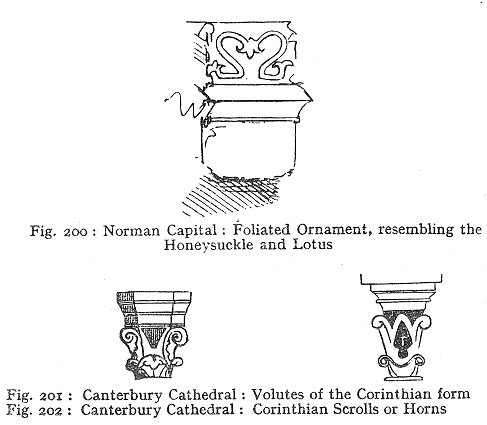 Fig. 200 : Norman Capital : Foliated Ornament, resembling the
Honeysuckle and Lotus
Fig. 201 : Canterbury Cathedral : Volutes of the Corinthian form
Fig. 202 : Canterbury Cathedral : Corinthian Scrolls or Horns